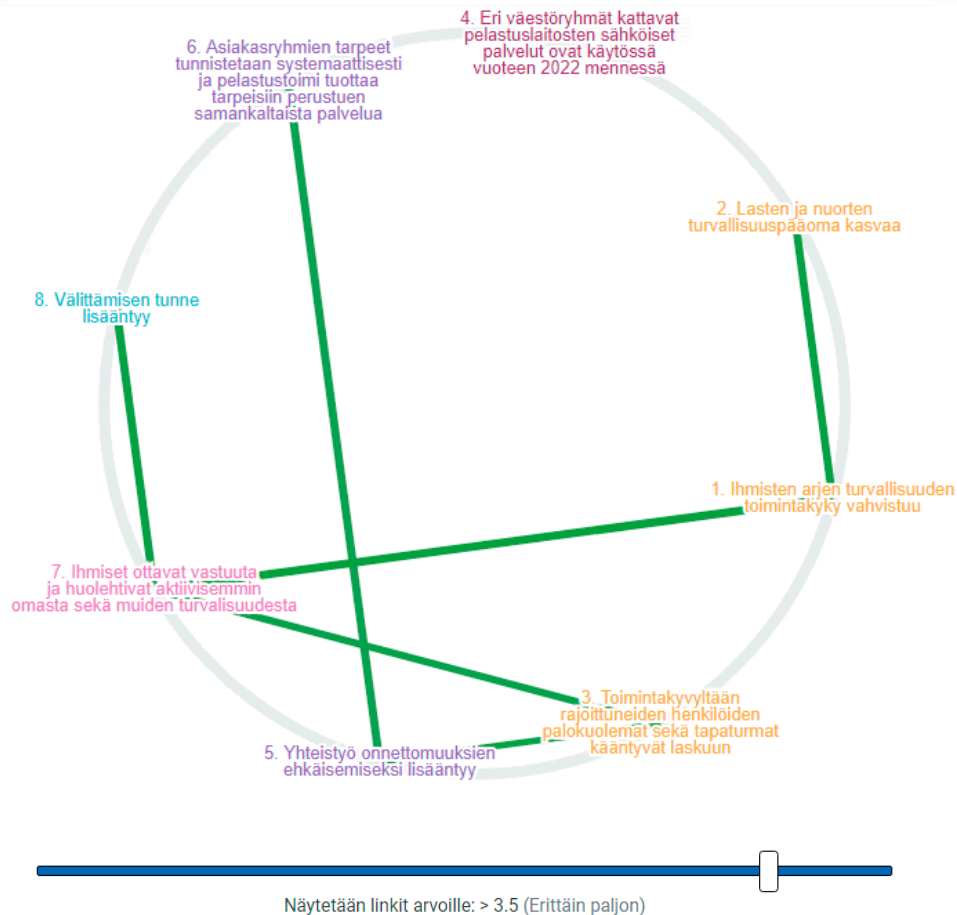 4. Eri väestöryhmät kattavat
pelastuslaitosten sähköiset
palvelut ovat käytössä
vuoteen 2022 mennessä
6. Asiakasryhmien tarpeet
tunnistetaan systemaattisesti
ja pelastustoimi tuottaa
tarpeisiin perustuen
samankaltaista palvelua
2. Lasten ja nuorten
turvallisuuspääoma kasvaa
8. Välittämisen tunne
lisääntyy
1. Ihmisten arjen turvallisuuden
toimintakyky vahvistuu
7. Ihmiset ottavat vastuuta
ja huolehtivat aktiivisemmin
omasta sekä muiden turvalisuudesta
3. Toimintakyvyltään
rajoittuneiden henkilöiden
palokuolemat sekä tapaturmat
kääntyvät laskuun
5. Yhteistyö onnettomuuksien
ehkäisemiseksi lisääntyy
Näytetään linkit arvoille: > 3.5 (Erittäin paljon)